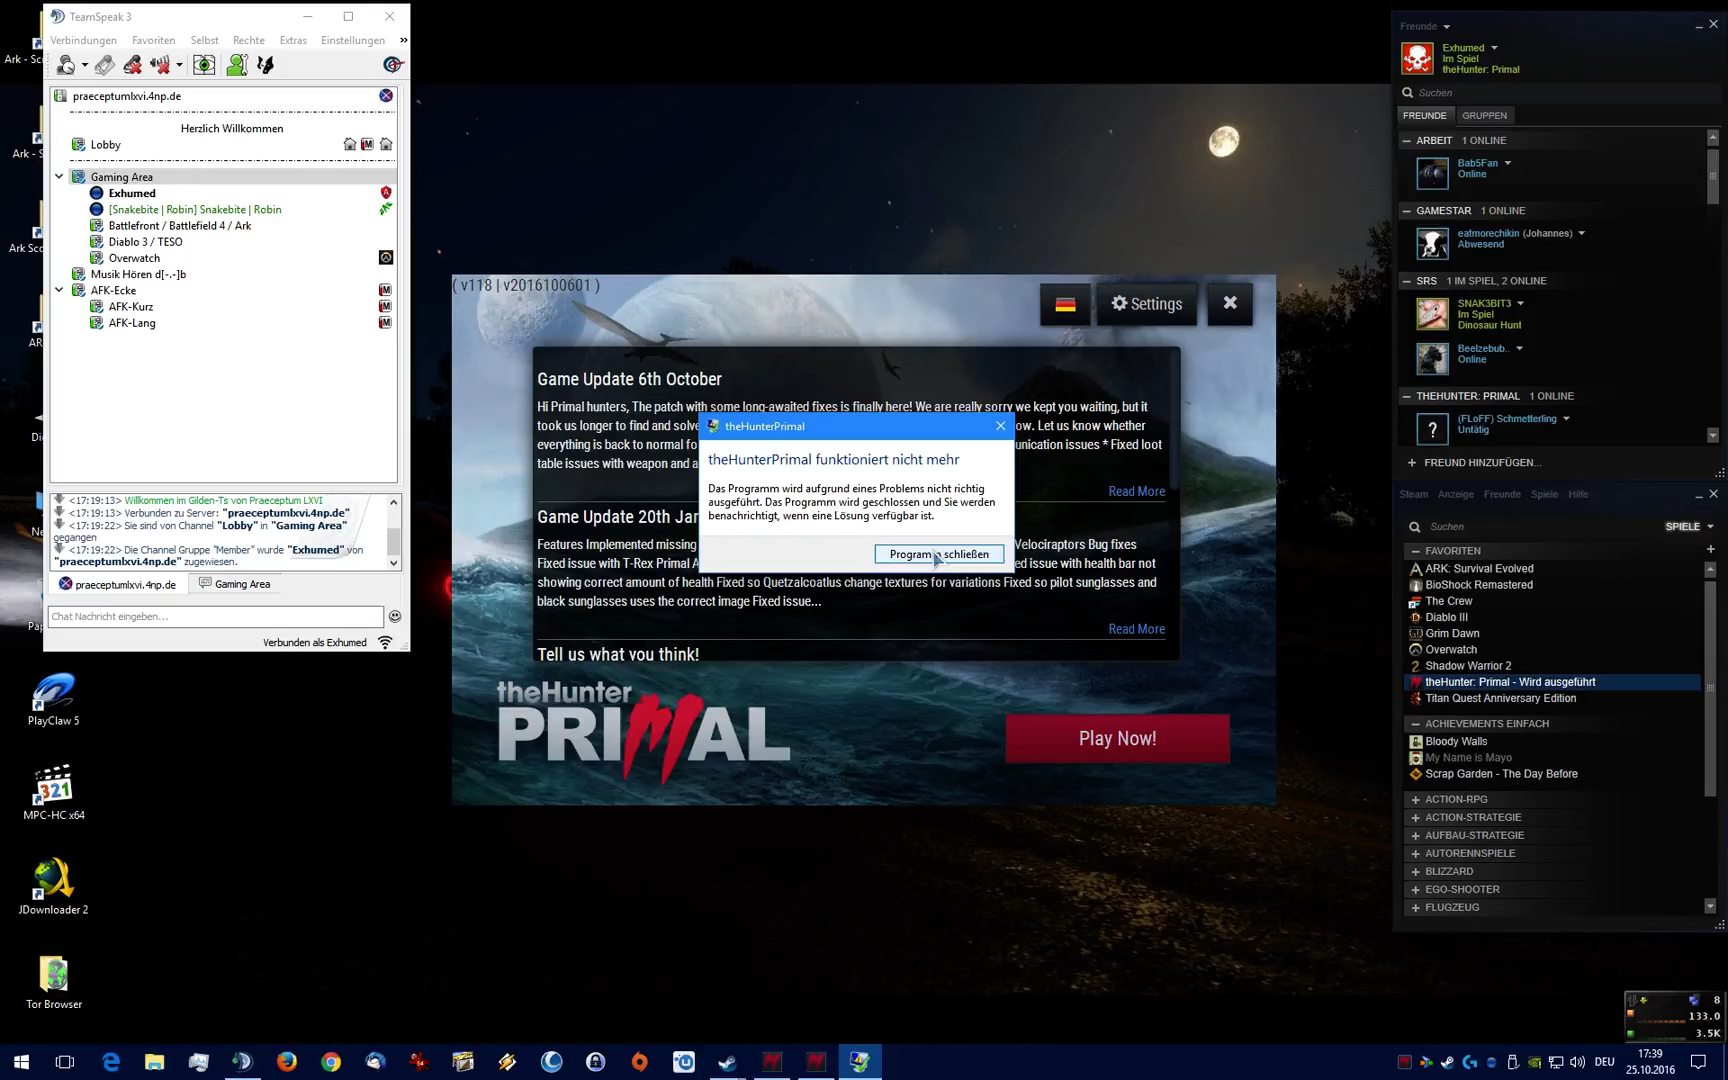 TeamSpeak 3
Verbindungen Favoriten Selbst Rechte Extras Einstellungen »
praeceptumlxvi.4np.de
Herzlich Willkommen
Lobby
Gaming Area
Exhumed
[Snakebite | Robin] Snakebite | Robin
Battlefront / Battlefield 4 / Ark
Diablo 3 / TESO
Overwatch
Musik Hören d[-.-]b
AFK-Ecke
AFK-Kurz
AFK-Lang
<17:19:13> Willkommen im Gilden-Ts von Praeceptum LXVI
<17:19:13> Verbunden zu Server: "praeceptumlxvi.4np.de"
<17:19:22> Sie sind von Channel "Lobby" in "Gaming Area"
gegangen
<17:19:22> Die Channel Gruppe "Member" wurde "Exhumed" von
"praeceptumlxvi.4np.de" zugewiesen.
praeceptumlxvi.4np.de Gaming Area
Chat Nachricht eingeben...
Verbunden als Exhumed
Ark - S
Ark - S
Ark Sco
PlayClaw 5
MPC-HC x64
JDownloader 2
Tor Browser
( v118 | v2016100601 )
Settings
Game Update 6th October
Hi Primal hunters, The patch with some long-awaited fixes is finally here! We are really sorry we kept you waiting, but it
took us longer to find and solve ow. Let us know whether
everything is back to normal fo unication issues * Fixed loot
table issues with weapon and a
Read More
Game Update 20th Jan
Features Implemented missing Velociraptors Bug fixes
Fixed issue with T-Rex Primal A ed issue with health bar not
showing correct amount of health Fixed so Quetzalcoatlus change textures for variations Fixed so pilot sunglasses and
black sunglasses uses the correct image Fixed issue...
Read More
Tell us what you think!
theHunter
PRIMAL
Play Now!
theHunterPrimal
theHunterPrimal funktioniert nicht mehr
Das Programm wird aufgrund eines Problems nicht richtig
ausgeführt. Das Programm wird geschlossen und Sie werden
benachrichtigt, wenn eine Lösung verfügbar ist.
Programm schließen
Freunde
Exhumed
Im Spiel
theHunter: Primal
Suchen
FREUNDE GRUPPEN
ARBEIT 1 ONLINE
Bab5Fan
Online
GAMESTAR 1 ONLINE
eatmorechikin (Johannes)
Abwesend
SRS 1 IM SPIEL, 2 ONLINE
SNAK3BIT3
Im Spiel
Dinosaur Hunt
Beelzebub..
Online
THEHUNTER: PRIMAL 1 ONLINE
(FLoFF) Schmetterling
Untätig
+ FREUND HINZUFÜGEN...
Steam Anzeige Freunde Spiele Hilfe
Suchen SPIELE
FAVORITEN
ARK: Survival Evolved
BioShock Remastered
The Crew
Diablo III
Grim Dawn
Overwatch
Shadow Warrior 2
theHunter: Primal - Wird ausgeführt
Titan Quest Anniversary Edition
ACHIEVEMENTS EINFACH
Bloody Walls
My Name is Mayo
Scrap Garden - The Day Before
ACTION-RPG
ACTION-STRATEGIE
AUFBAU-STRATEGIE
AUTORENNSPIELE
BLIZZARD
EGO-SHOOTER
FLUGZEUG
8
133.0
3.5K
DEU
17:39
25.10.2016